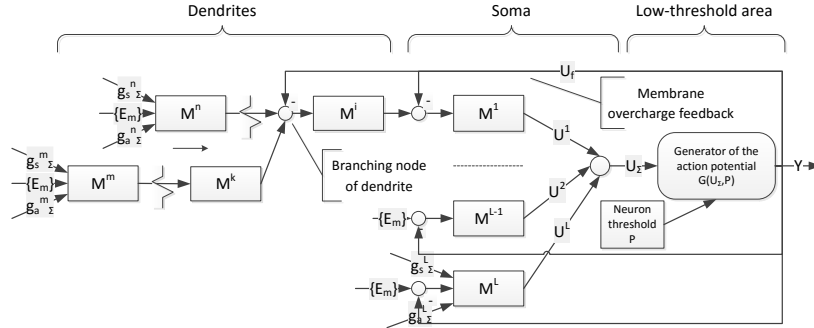 Dendrites
Soma
Low-threshold area
g_s^n_Σ
{E_m}
g_a^n_Σ
M^n
-
M^i
-
M^1
U_f
Membrane
overcharge feedback
U^1
g_s^m_Σ
{E_m}
g_a^m_Σ
M^m
M^k
Branching node
of dendrite
U_Σ
Generator of the
action potential
G(U_Σ,P)
Y
U^2
{E_m}
-
M^{L-1}
U^L
Neuron
threshold
P
g_s^L_Σ
{E_m}
g_a^L_Σ
-
M^L